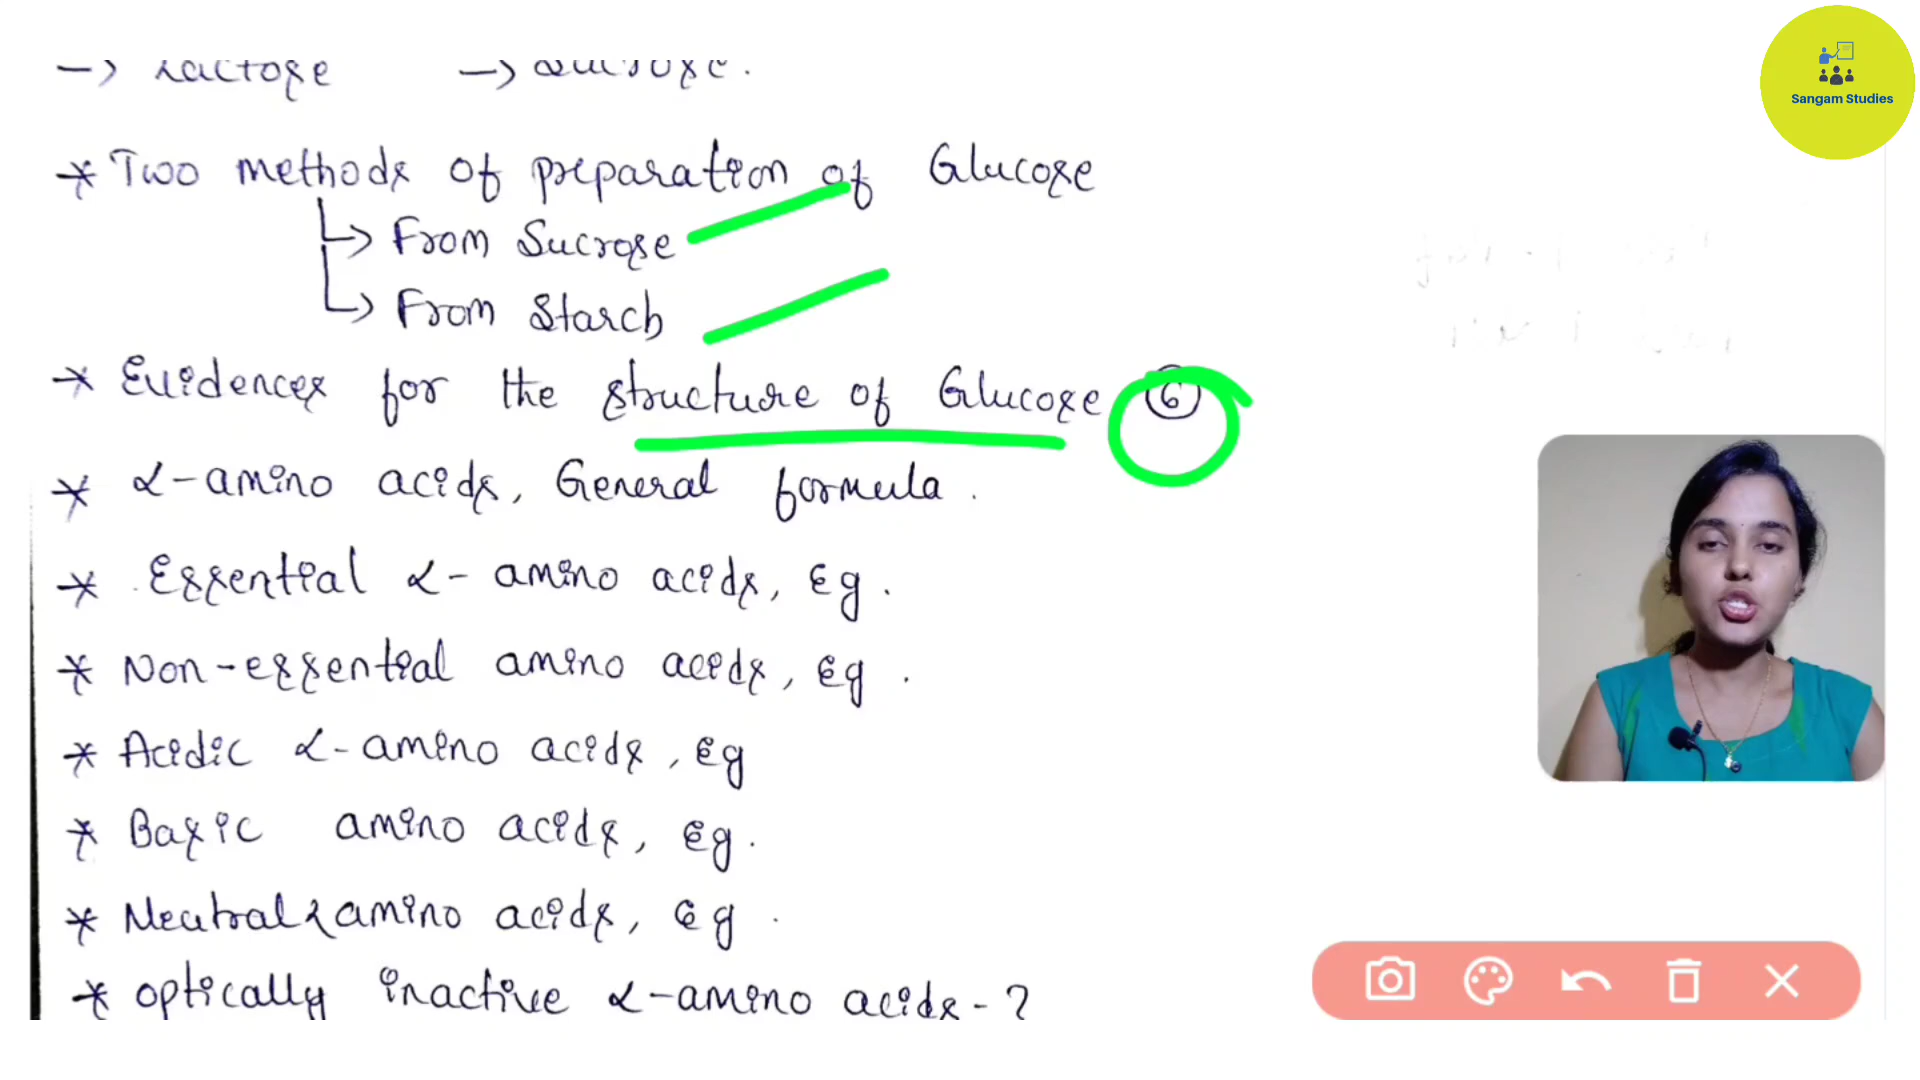 → Lactose → Sucrose.
* Two methods of preparation of Glucose
→ From Sucrose
→ From Starch
* Evidences for the structure of Glucose ⑥
* α-amino acids, General formula.
* Essential α-amino acids, Eg.
* Non-essential amino acids, Eg.
* Acidic α-amino acids, Eg
* Basic amino acids, Eg.
* Neutral α amino acids, Eg.
* optically inactive α-amino acids-?
Sangam Studies